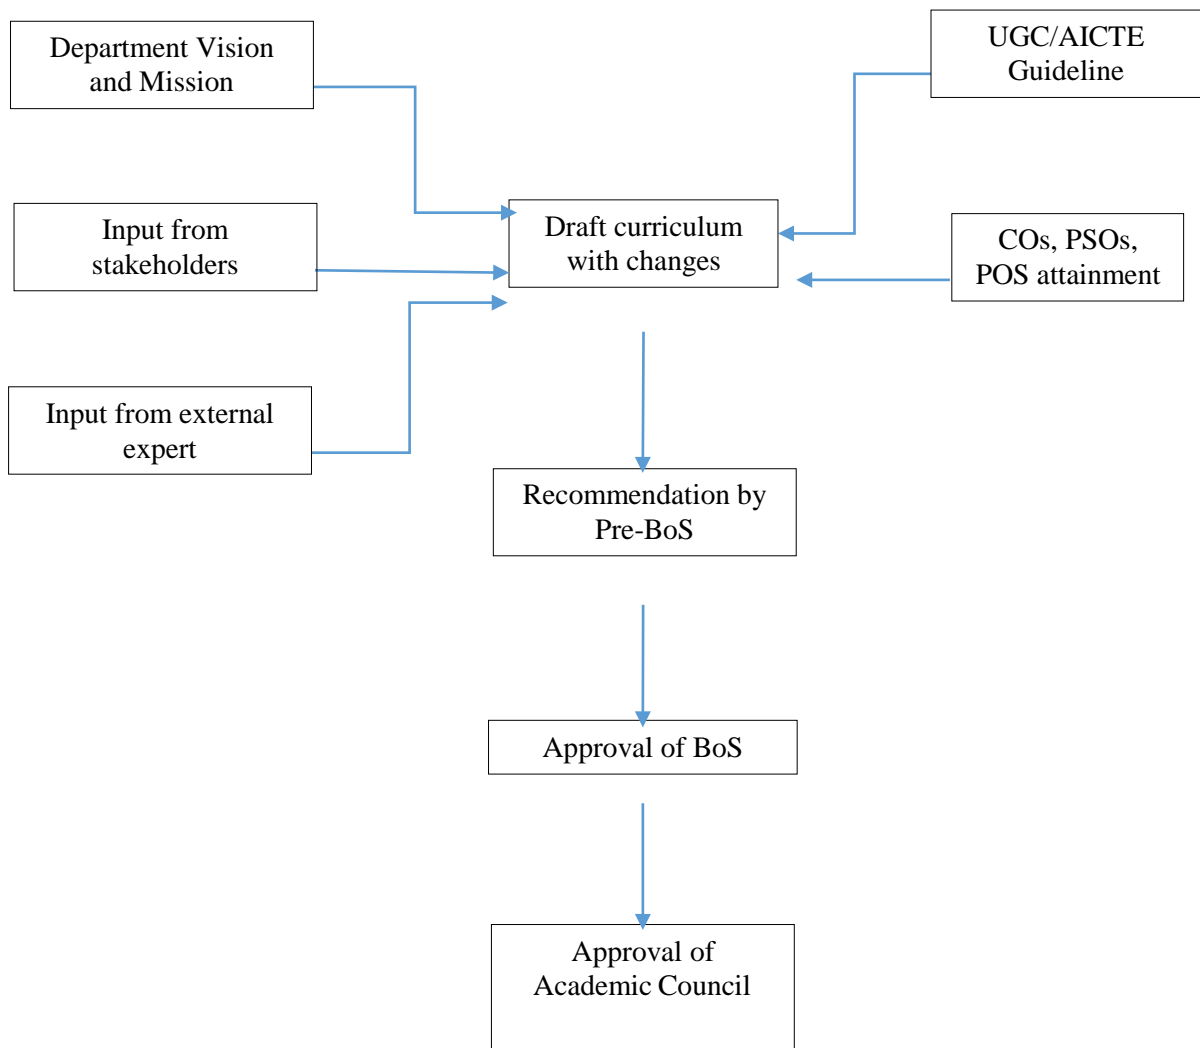 Department Vision
and Mission
UGC/AICTE
Guideline
Input from
stakeholders
Draft curriculum
with changes
COs, PSOs,
POS attainment
Input from external
expert
Recommendation by
Pre-BoS
Approval of BoS
Approval of
Academic Council